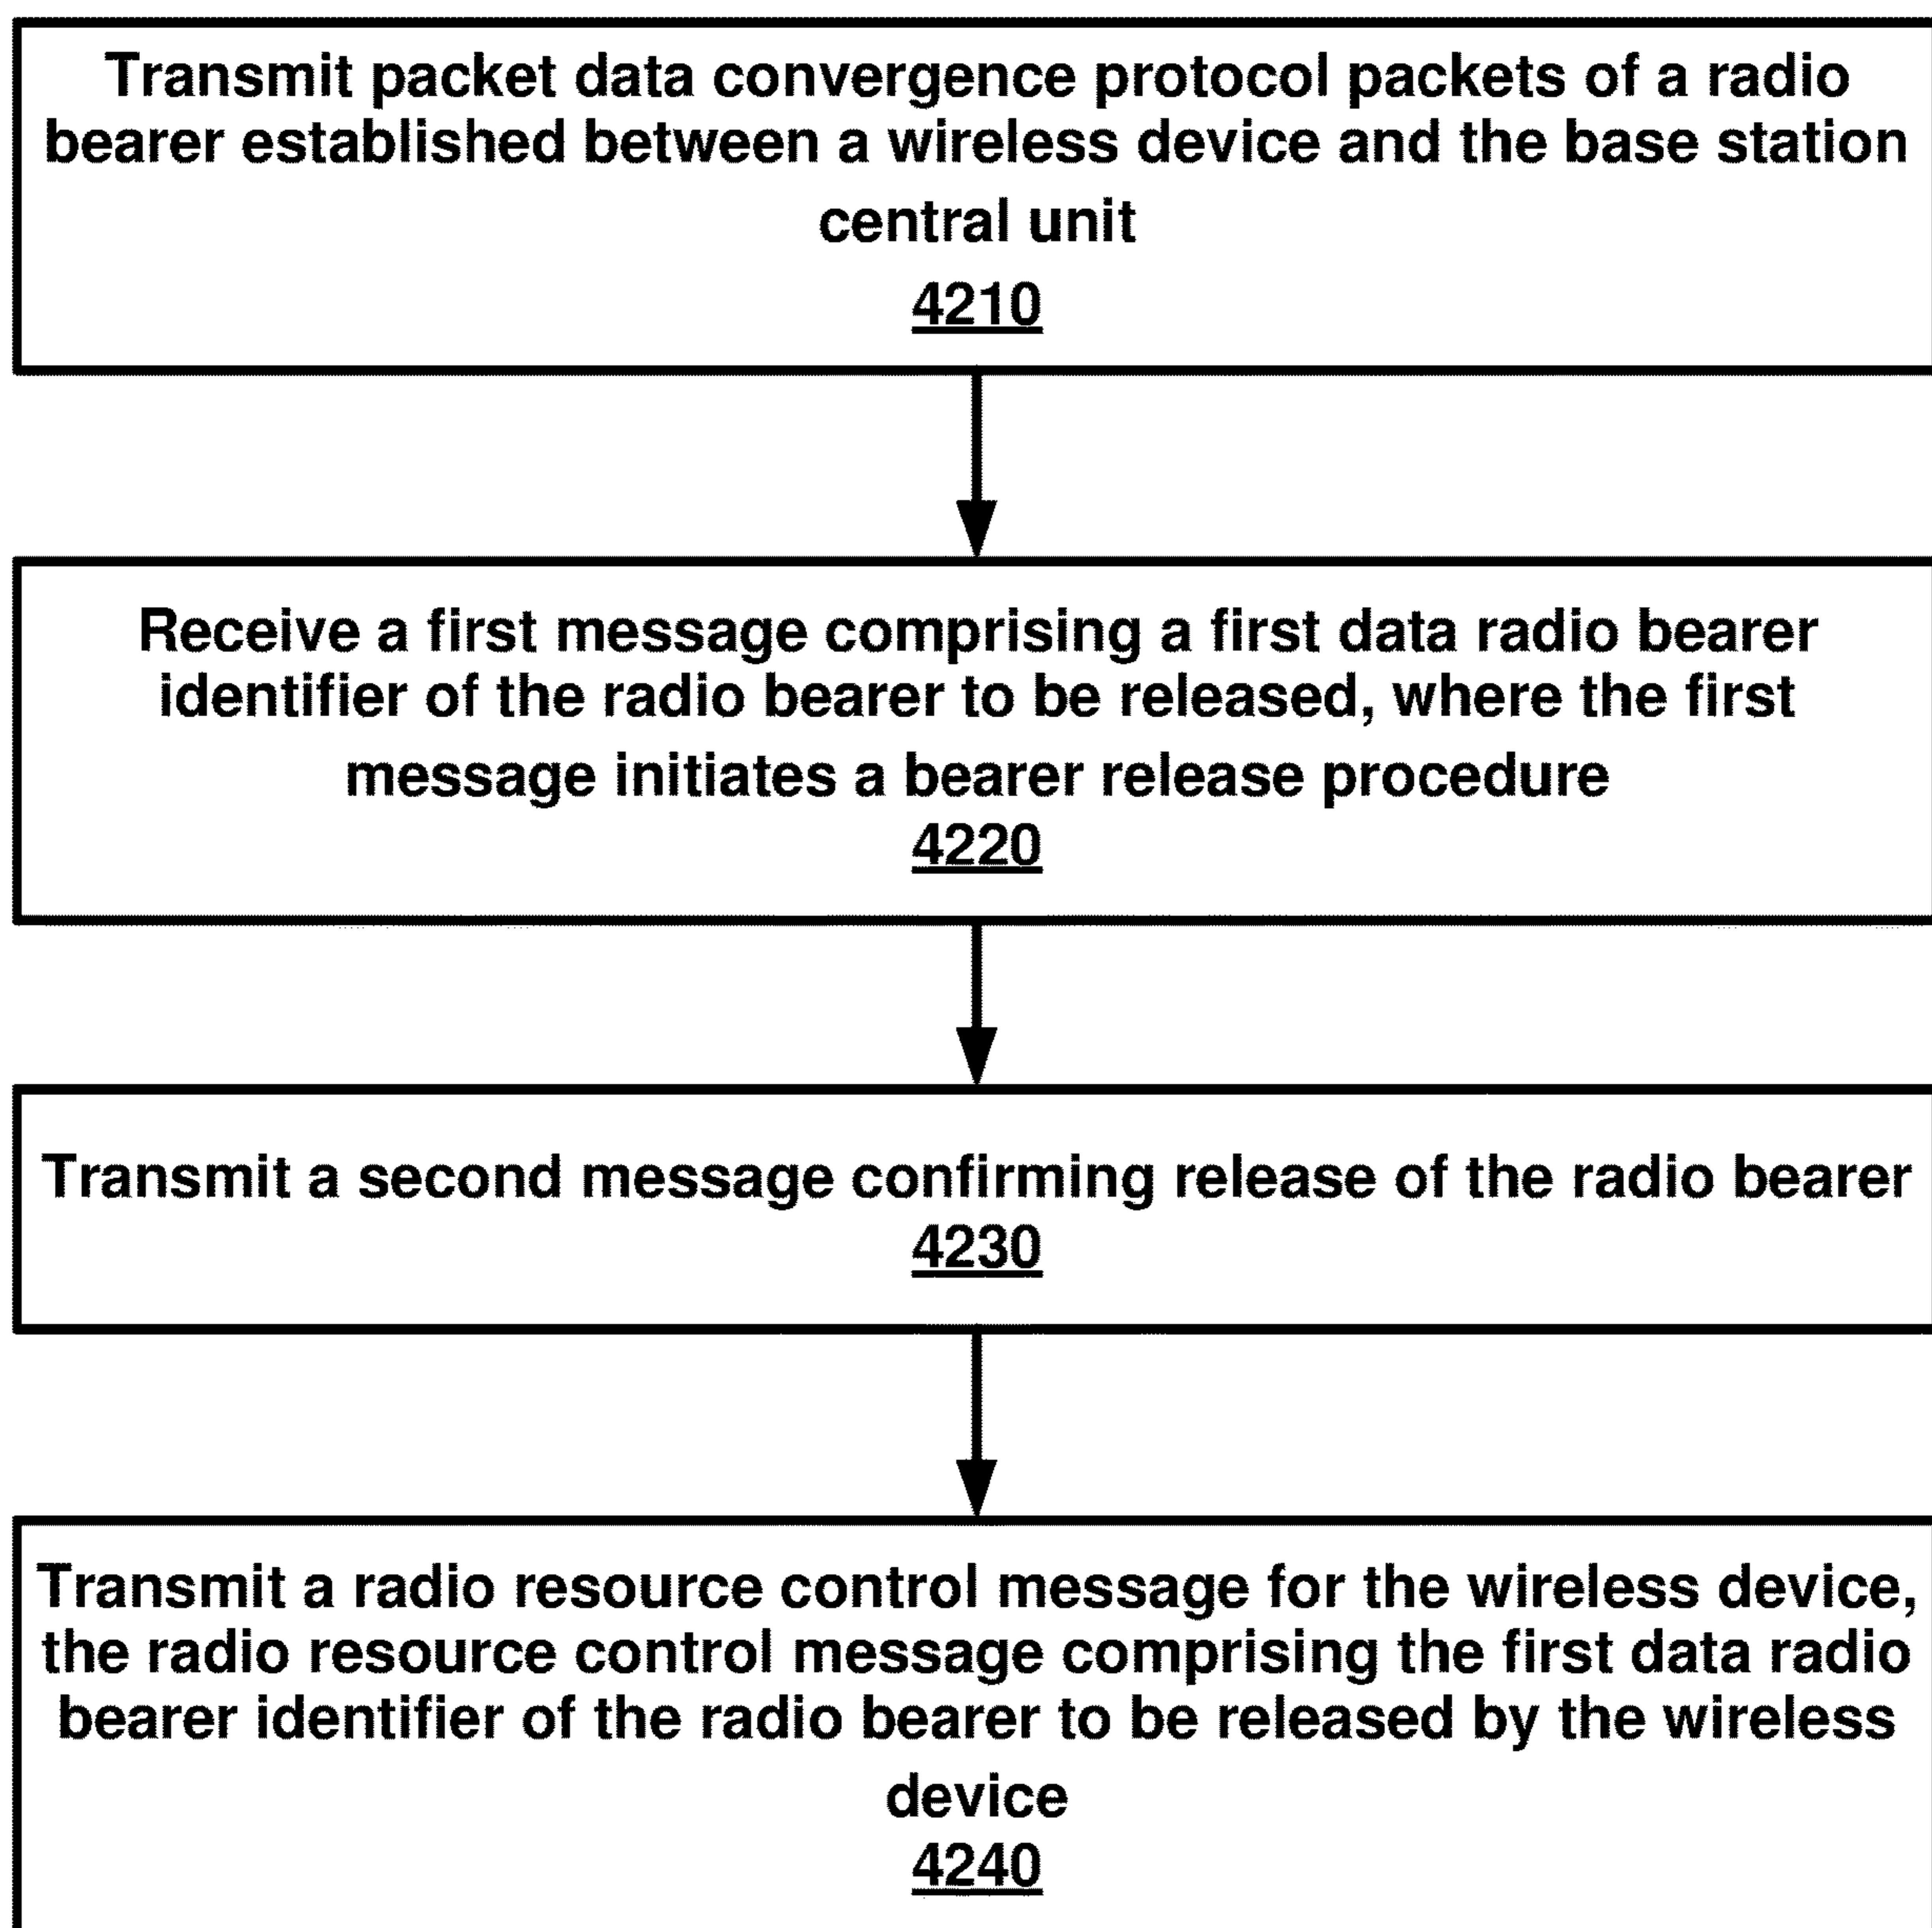 Transmit packet data convergence protocol packets of a radio
bearer established between a wireless device and the base station
central unit
4210
Receive a first message comprising a first data radio bearer
identifier of the radio bearer to be released, where the first
message initiates a bearer release procedure
4220
Transmit a second message confirming release of the radio bearer
4230
Transmit a radio resource control message for the wireless device,
the radio resource control message comprising the first data radio
bearer identifier of the radio bearer to be released by the wireless
device
4240